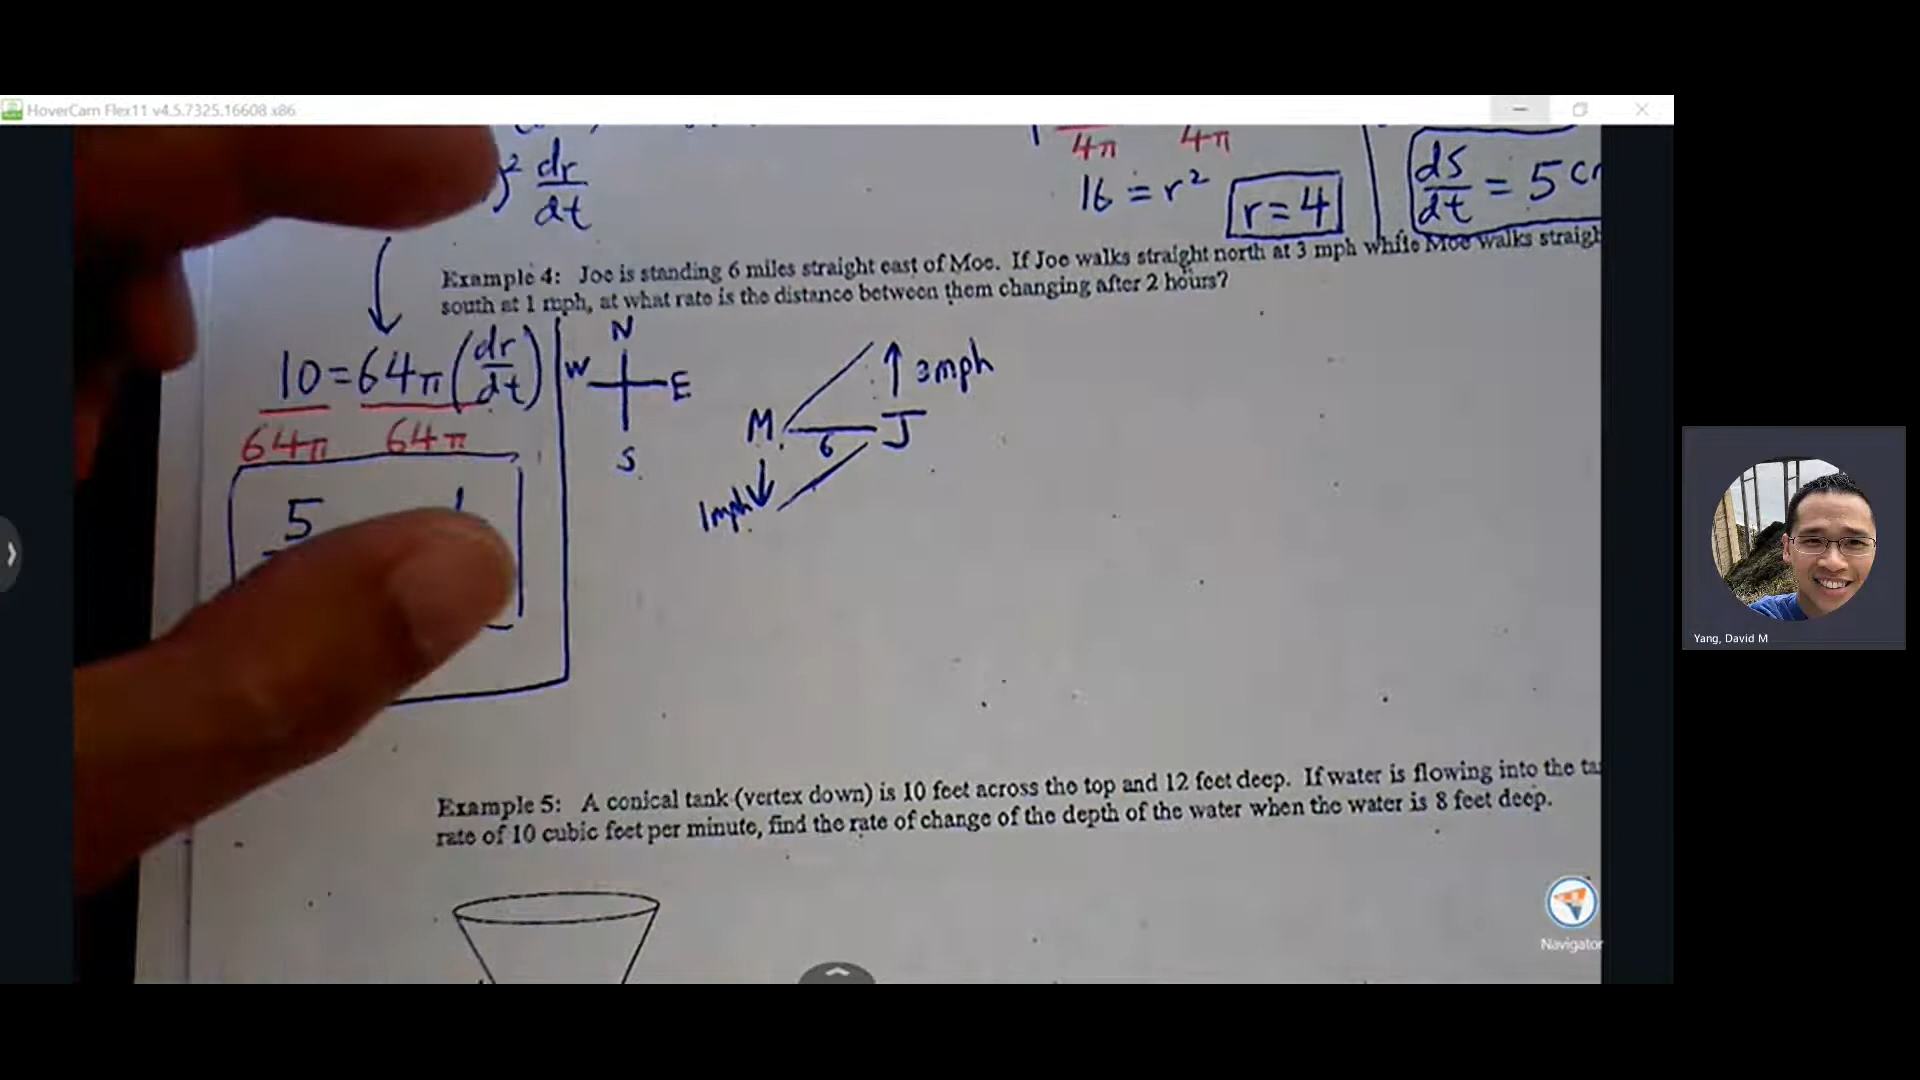 HoverCam Flex11 v4.5.7325.16608 x86
)² dr/dt
4π 4π
16 = r²
r = 4
dS/dt = 5 c
Example 4: Joe is standing 6 miles straight east of Moe. If Joe walks straight north at 3 mph while Moe walks straigh
south at 1 mph, at what rate is the distance between them changing after 2 hours?
10 = 64π (dr/dt)
64π 64π
5
N
W E
S
3mph
M J
6
1mph
Example 5: A conical tank (vertex down) is 10 feet across the top and 12 feet deep. If water is flowing into the ta
rate of 10 cubic feet per minute, find the rate of change of the depth of the water when the water is 8 feet deep.
Navigator
Yang, David M